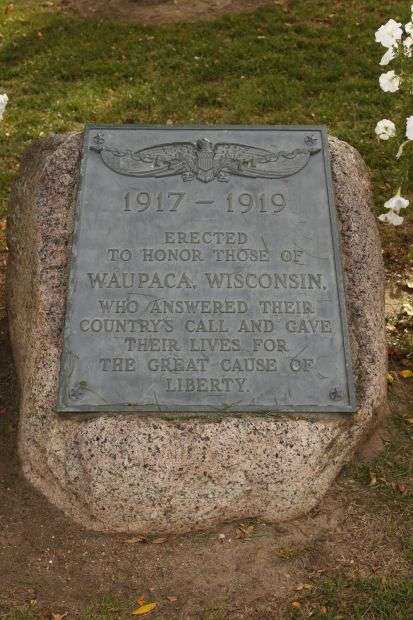 1917 – 1919
ERECTED
TO HONOR THOSE OF
WAUPACA, WISCONSIN,
WHO ANSWERED THEIR
COUNTRY'S CALL AND GAVE
THEIR LIVES FOR
THE GREAT CAUSE OF
LIBERTY.